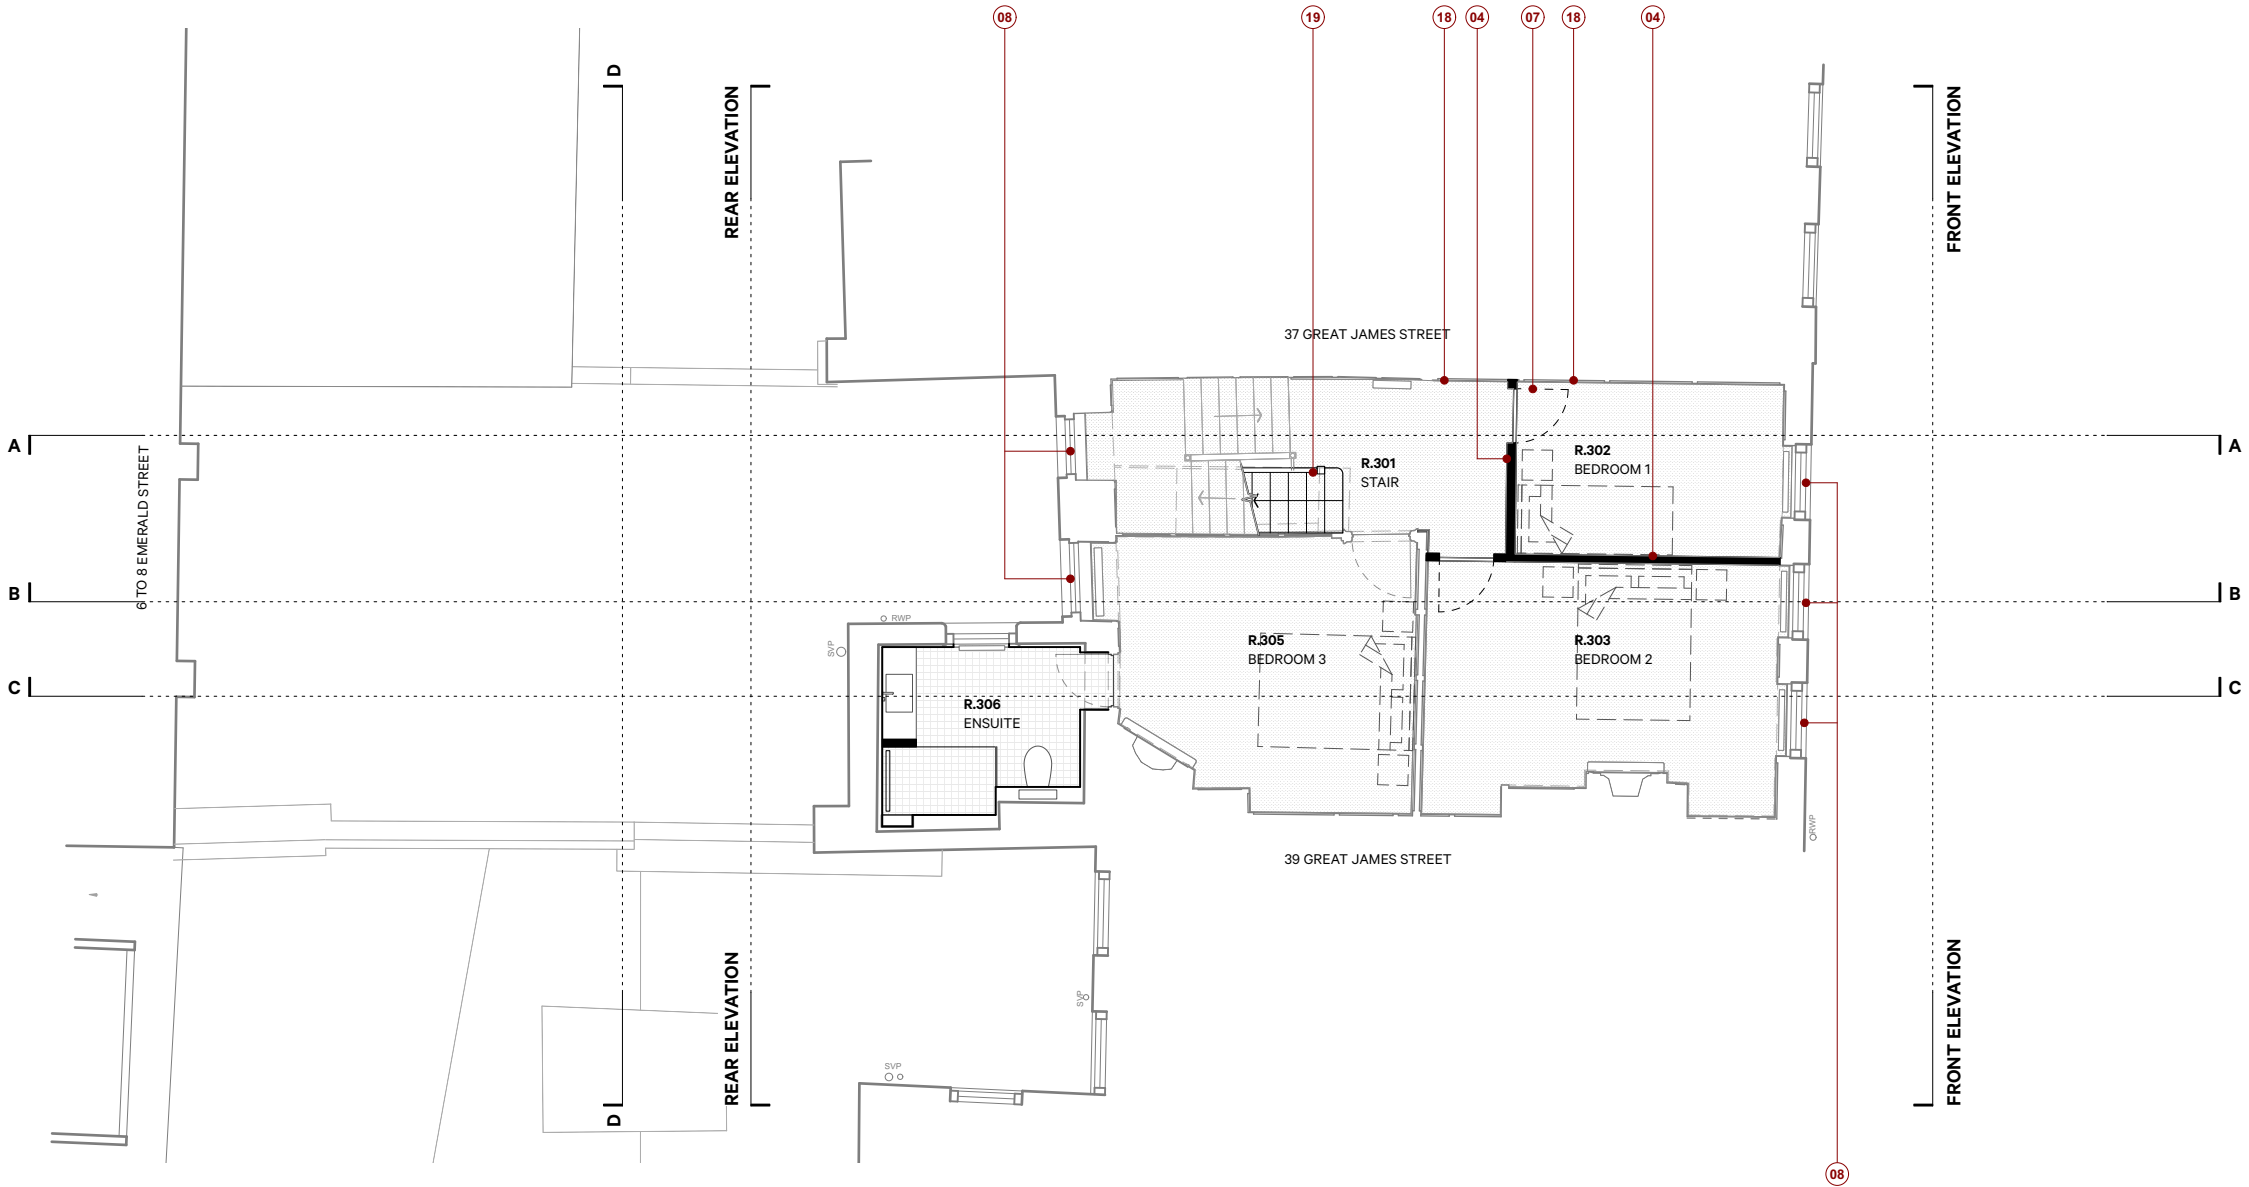 08
19
18
04
07
18
04
D
REAR ELEVATION
FRONT ELEVATION
37 GREAT JAMES STREET
A
A
6 TO 8 EMERALD STREET
R.301
STAIR
R.302
BEDROOM 1
B
B
RWP
SVP
R.305
BEDROOM 3
R.303
BEDROOM 2
C
C
R.306
ENSUITE
RWP
39 GREAT JAMES STREET
REAR ELEVATION
FRONT ELEVATION
SVP
SVP
D
08